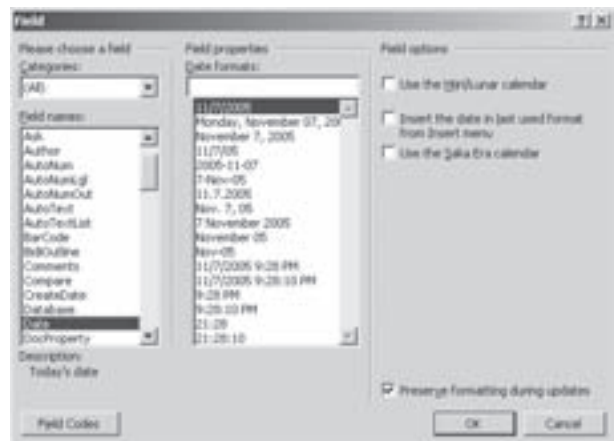 Field
Please choose a field
Categories:
(All)
Field names:
Ask
Author
AutoNum
AutoNumLgl
AutoNumOut
AutoText
AutoTextList
BarCode
BidiOutline
Comments
Compare
CreateDate
Database
Date
DocProperty
Description:
Today's date
Field Codes
Field properties
Date formats:
11/7/2005
Monday, November 07, 20
November 7, 2005
11/7/05
2005-11-07
7-Nov-05
11.7.2005
Nov. 7, 05
7 November 2005
November 05
Nov-05
11/7/2005 9:28 PM
11/7/2005 9:28:10 PM
9:28 PM
9:28:10 PM
21:28
21:28:10
Field options
Use the Hijri/Lunar calendar
Insert the date in last used format
from Insert menu
Use the Saka Era calendar
Preserve formatting during updates
OK
Cancel